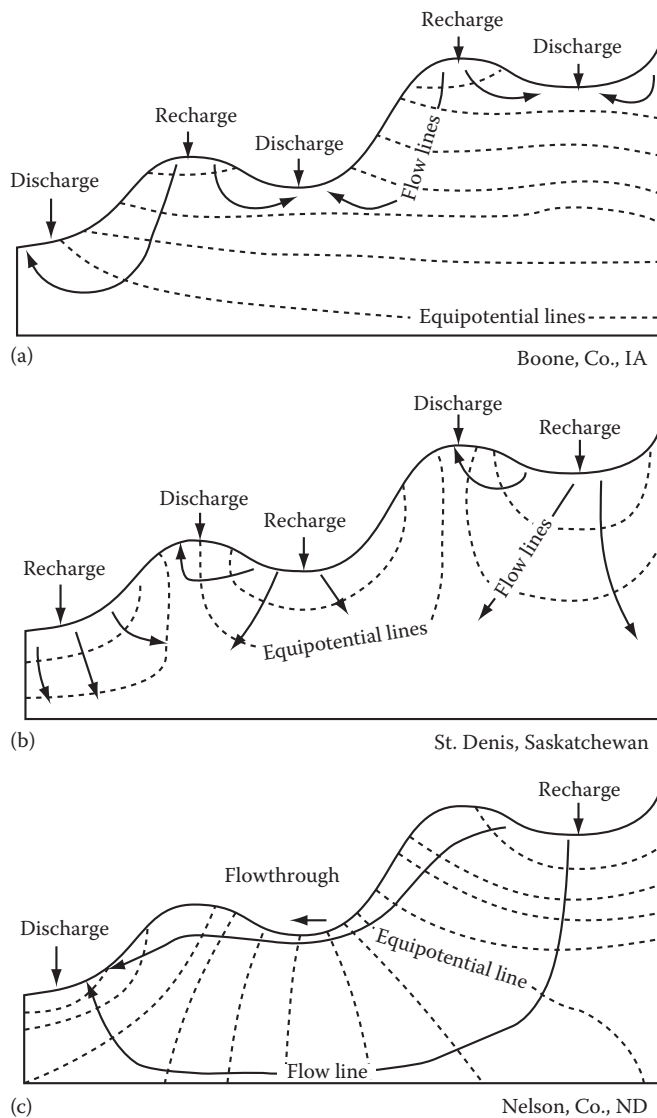 Recharge
Discharge
Recharge
Discharge
Discharge
Flow lines
Equipotential lines
(a)
Boone, Co., IA
Discharge
Recharge
Discharge
Recharge
Recharge
Flow lines
Equipotential lines
(b)
St. Denis, Saskatchewan
Recharge
Flowthrough
Discharge
Equipotential line
Flow line
(c)
Nelson, Co., ND